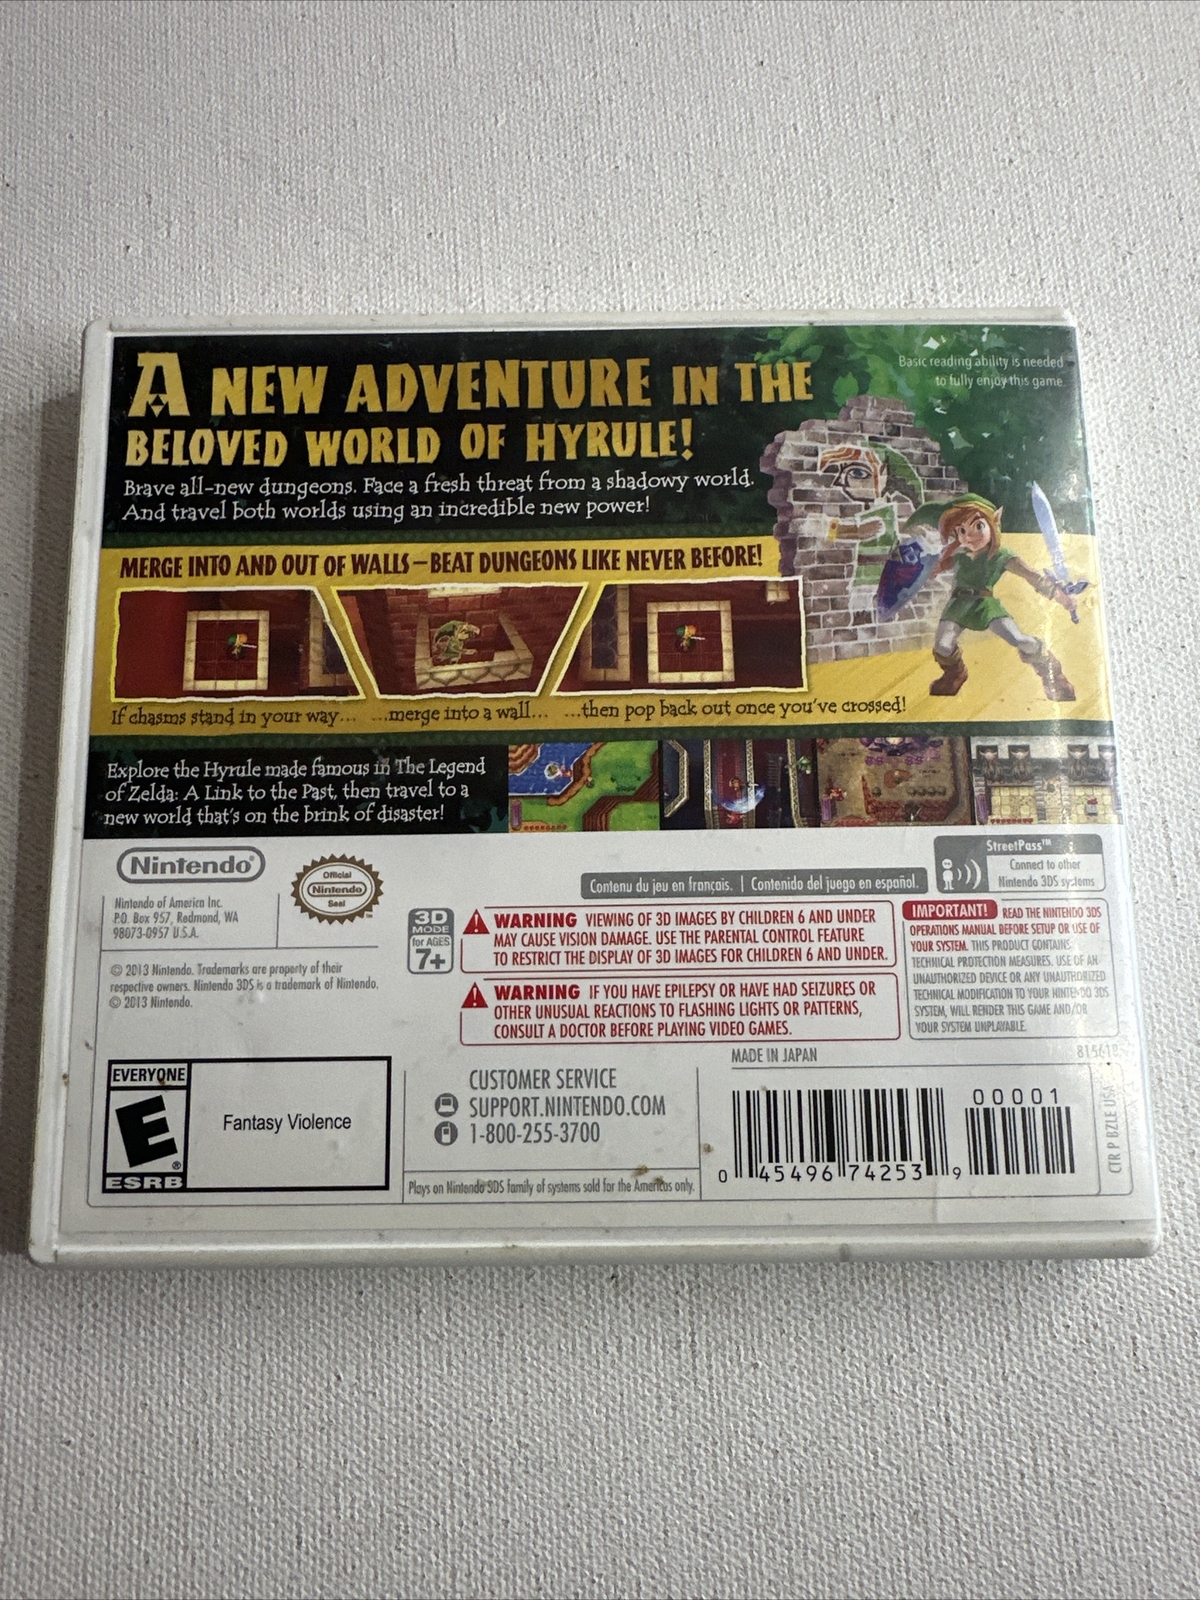 Basic reading ability is needed
to fully enjoy this game
A NEW ADVENTURE IN THE
BELOVED WORLD OF HYRULE!
Brave all-new dungeons. Face a fresh threat from a shadowy world.
And travel both worlds using an incredible new power!
MERGE INTO AND OUT OF WALLS—BEAT DUNGEONS LIKE NEVER BEFORE!
If chasms stand in your way... ...merge into a wall... ...then pop back out once you've crossed!
Explore the Hyrule made famous in The Legend
of Zelda: A Link to the Past, then travel to a
new world that's on the brink of disaster!
Nintendo®
Official
Nintendo
Seal
Nintendo of America Inc.
P.O. Box 957, Redmond, WA
98073-0957 U.S.A.
© 2013 Nintendo. Trademarks are property of their
respective owners. Nintendo 3DS is a trademark of Nintendo.
© 2013 Nintendo.
Contenu du jeu en français. | Contenido del juego en español.
StreetPass™
Connect to other
Nintendo 3DS systems
3D
MODE
for AGES
7+
WARNING VIEWING OF 3D IMAGES BY CHILDREN 6 AND UNDER
MAY CAUSE VISION DAMAGE. USE THE PARENTAL CONTROL FEATURE
TO RESTRICT THE DISPLAY OF 3D IMAGES FOR CHILDREN 6 AND UNDER.
WARNING IF YOU HAVE EPILEPSY OR HAVE HAD SEIZURES OR
OTHER UNUSUAL REACTIONS TO FLASHING LIGHTS OR PATTERNS,
CONSULT A DOCTOR BEFORE PLAYING VIDEO GAMES.
IMPORTANT! READ THE NINTENDO 3DS
OPERATIONS MANUAL BEFORE SETUP OR USE OF
YOUR SYSTEM. THIS PRODUCT CONTAINS
TECHNICAL PROTECTION MEASURES. USE OF AN
UNAUTHORIZED DEVICE OR ANY UNAUTHORIZED
TECHNICAL MODIFICATION TO YOUR NINTENDO 3DS
SYSTEM, WILL RENDER THIS GAME AND/OR
YOUR SYSTEM UNPLAYABLE.
EVERYONE
E
®
ESRB
Fantasy Violence
CUSTOMER SERVICE
SUPPORT.NINTENDO.COM
1-800-255-3700
Plays on Nintendo 3DS family of systems sold for the Americas only.
MADE IN JAPAN
00001
0 45496 74253 9
CTR P BZLE USA